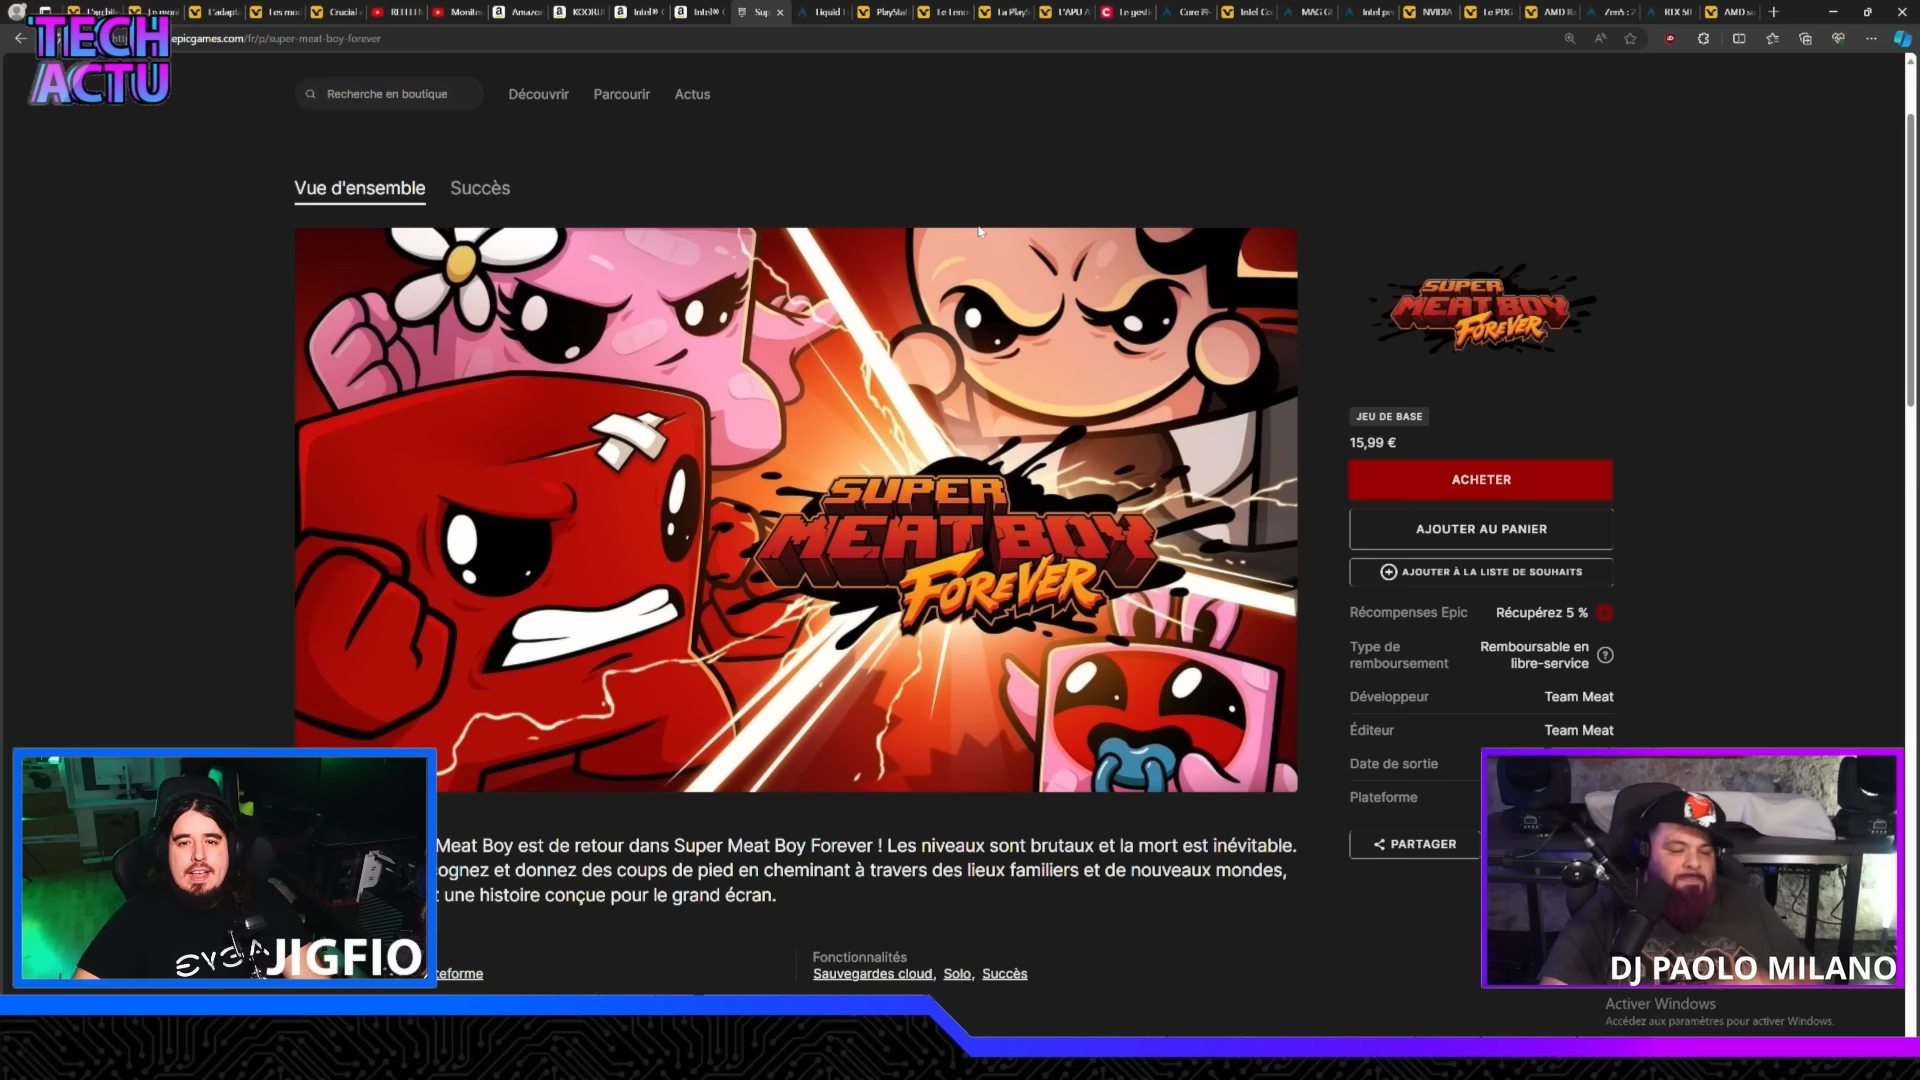 TECH
ACTU
epicgames.com/fr/p/super-meat-boy-forever
Recherche en boutique
Découvrir
Parcourir
Actus
Vue d'ensemble
Succès
SUPER
MEAT BOY
FOREVER
SUPER
MEAT BOY
FOREVER
JEU DE BASE
15,99 €
ACHETER
AJOUTER AU PANIER
AJOUTER À LA LISTE DE SOUHAITS
Récompenses Epic
Récupérez 5 %
Type de
remboursement
Remboursable en
libre-service
Développeur
Team Meat
Éditeur
Team Meat
Date de sortie
Plateforme
PARTAGER
Meat Boy est de retour dans Super Meat Boy Forever ! Les niveaux sont brutaux et la mort est inévitable.
ognez et donnez des coups de pied en cheminant à travers des lieux familiers et de nouveaux mondes,
une histoire conçue pour le grand écran.
teforme
Fonctionnalités
Sauvegardes cloud, Solo, Succès
JIGFIO
DJ PAOLO MILANO
Activer Windows
Accédez aux paramètres pour activer Windows.